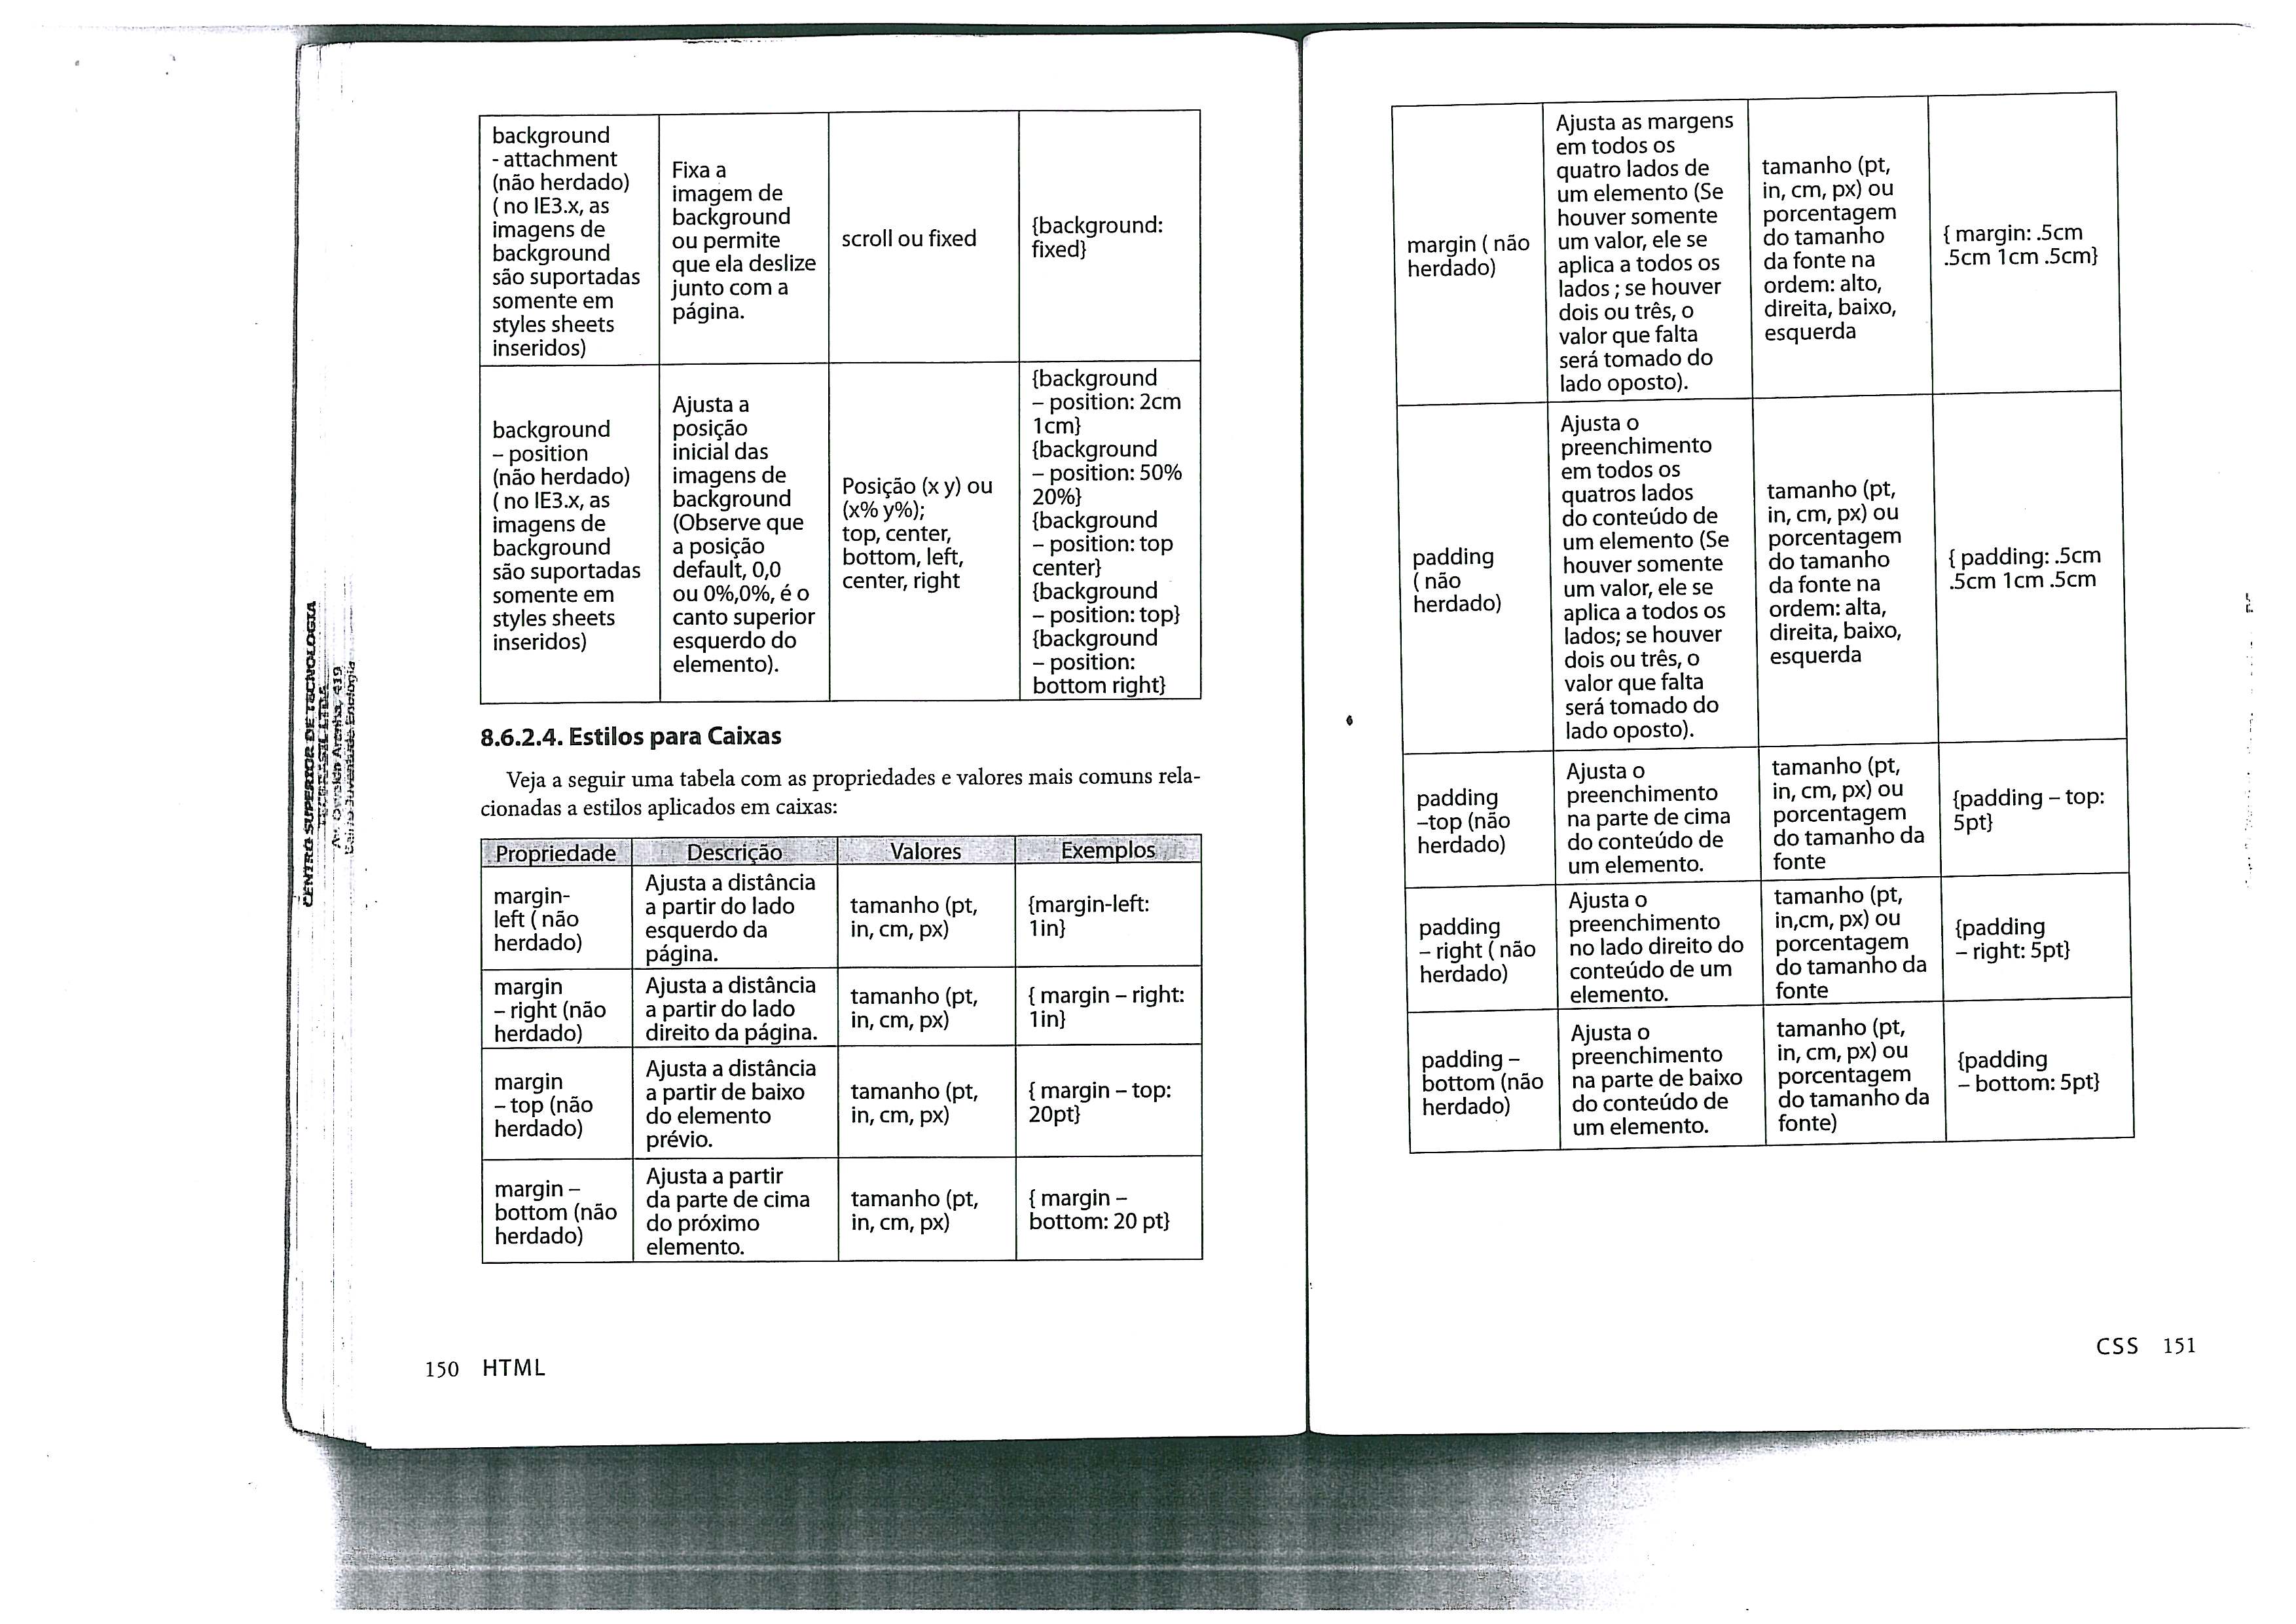 background
- attachment
(não herdado)
( no IE3.x, as
imagens de
background
são suportadas
somente em
styles sheets
inseridos)
Fixa a
imagem de
background
ou permite
que ela deslize
junto com a
página.
scroll ou fixed
{background:
fixed}
background
– position
(não herdado)
( no IE3.x, as
imagens de
background
são suportadas
somente em
styles sheets
inseridos)
Ajusta a
posição
inicial das
imagens de
background
(Observe que
a posição
default, 0,0
ou 0%,0%, é o
canto superior
esquerdo do
elemento).
Posição (x y) ou
(x% y%);
top, center,
bottom, left,
center, right
{background
– position: 2cm
1cm}
{background
– position: 50%
20%}
{background
– position: top
center}
{background
– position: top}
{background
– position:
bottom right}
8.6.2.4. Estilos para Caixas
Veja a seguir uma tabela com as propriedades e valores mais comuns rela-
cionadas a estilos aplicados em caixas:
Propriedade Descrição Valores Exemplos
margin-
left ( não
herdado)
Ajusta a distância
a partir do lado
esquerdo da
página.
tamanho (pt,
in, cm, px)
{margin-left:
1in}
margin
– right (não
herdado)
Ajusta a distância
a partir do lado
direito da página.
tamanho (pt,
in, cm, px)
{ margin – right:
1in}
margin
– top (não
herdado)
Ajusta a distância
a partir de baixo
do elemento
prévio.
tamanho (pt,
in, cm, px)
{ margin – top:
20pt}
margin –
bottom (não
herdado)
Ajusta a partir
da parte de cima
do próximo
elemento.
tamanho (pt,
in, cm, px)
{ margin –
bottom: 20 pt}
150 HTML
CENTRO SUPERIOR DE TECNOLOGIA
Av. Osvaldo Aranha, 419
margin ( não
herdado)
Ajusta as margens
em todos os
quatro lados de
um elemento (Se
houver somente
um valor, ele se
aplica a todos os
lados ; se houver
dois ou três, o
valor que falta
será tomado do
lado oposto).
tamanho (pt,
in, cm, px) ou
porcentagem
do tamanho
da fonte na
ordem: alto,
direita, baixo,
esquerda
{ margin: .5cm
.5cm 1cm .5cm}
padding
( não
herdado)
Ajusta o
preenchimento
em todos os
quatros lados
do conteúdo de
um elemento (Se
houver somente
um valor, ele se
aplica a todos os
lados; se houver
dois ou três, o
valor que falta
será tomado do
lado oposto).
tamanho (pt,
in, cm, px) ou
porcentagem
do tamanho
da fonte na
ordem: alta,
direita, baixo,
esquerda
{ padding: .5cm
.5cm 1cm .5cm
padding
–top (não
herdado)
Ajusta o
preenchimento
na parte de cima
do conteúdo de
um elemento.
tamanho (pt,
in, cm, px) ou
porcentagem
do tamanho da
fonte
{padding – top:
5pt}
padding
– right ( não
herdado)
Ajusta o
preenchimento
no lado direito do
conteúdo de um
elemento.
tamanho (pt,
in,cm, px) ou
porcentagem
do tamanho da
fonte
{padding
– right: 5pt}
padding –
bottom (não
herdado)
Ajusta o
preenchimento
na parte de baixo
do conteúdo de
um elemento.
tamanho (pt,
in, cm, px) ou
porcentagem
do tamanho da
fonte)
{padding
– bottom: 5pt}
CSS 151